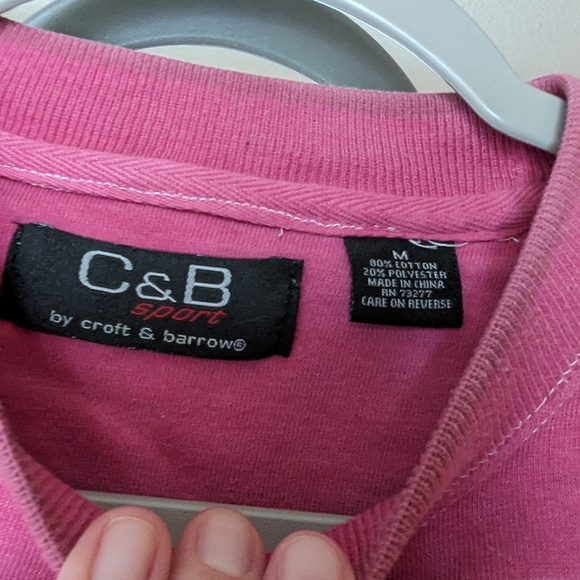 C&B
sport
by croft & barrow®
M
80% COTTON
20% POLYESTER
MADE IN CHINA
RN 73277
CARE ON REVERSE